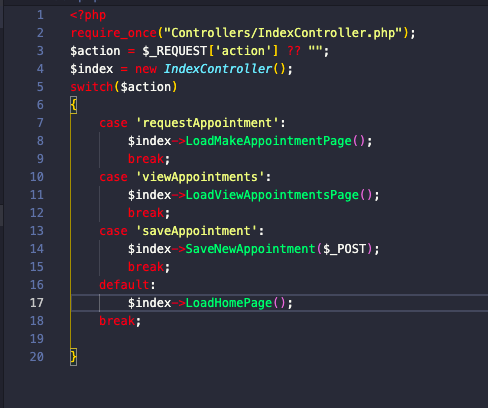 1 <?php
2 require_once("Controllers/IndexController.php");
3 $action = $_REQUEST['action'] ?? "";
4 $index = new IndexController();
5 switch($action)
6 {
7 case 'requestAppointment':
8 $index->LoadMakeAppointmentPage();
9 break;
10 case 'viewAppointments':
11 $index->LoadViewAppointmentsPage();
12 break;
13 case 'saveAppointment':
14 $index->SaveNewAppointment($_POST);
15 break;
16 default:
17 $index->LoadHomePage();
18 break;
19
20 }